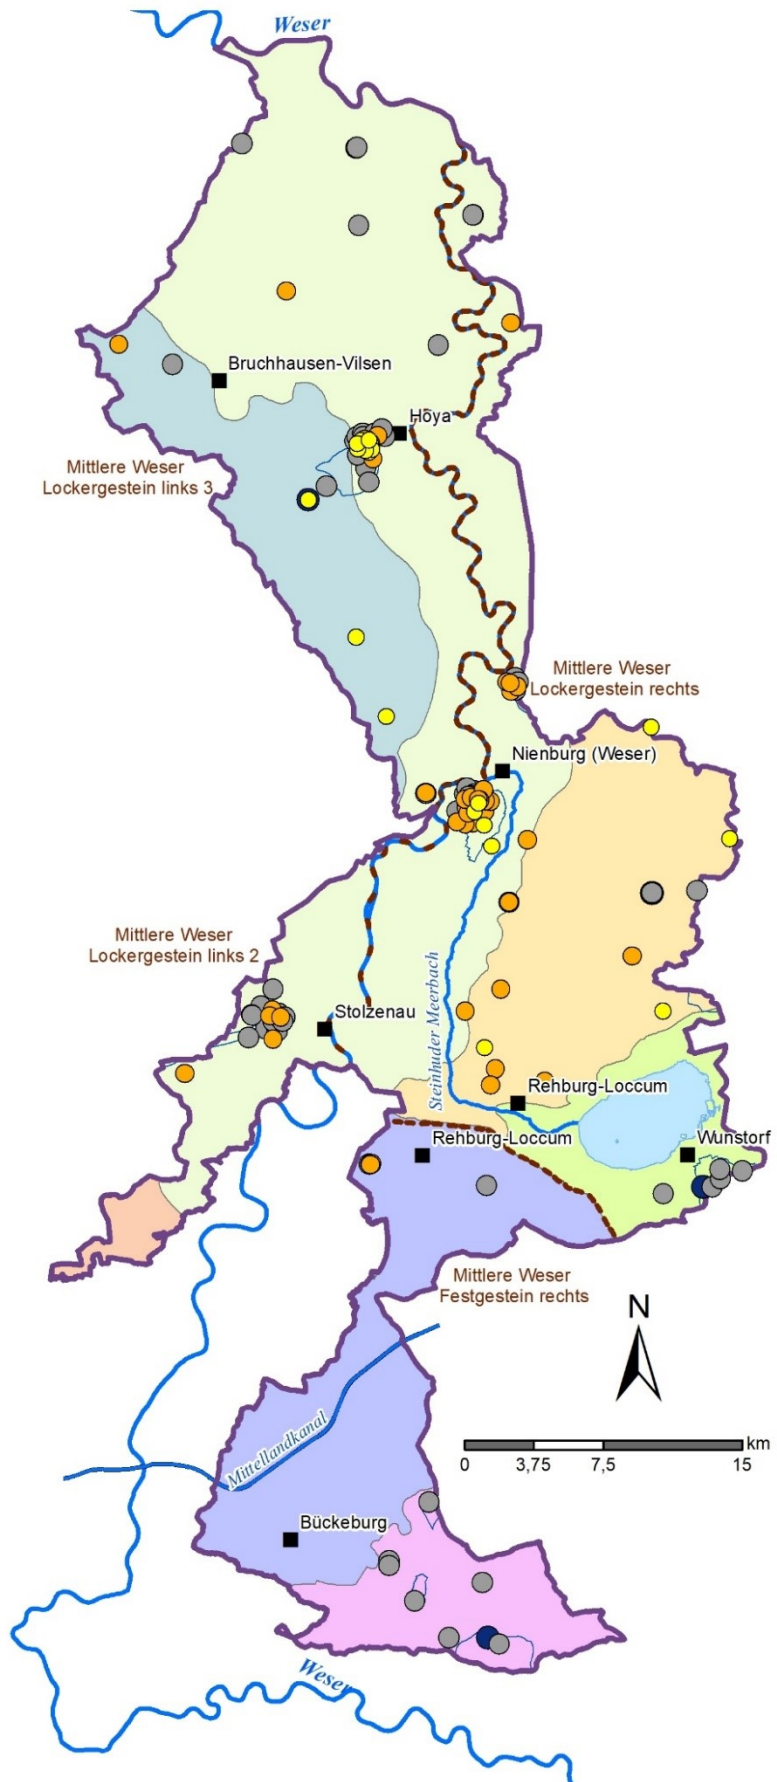 Weser
Bruchhausen-Vilsen
Hoya
Mittlere Weser
Lockergestein links 3
Mittlere Weser
Lockergestein rechts
Nienburg (Weser)
Mittlere Weser
Lockergestein links 2
Steinhuder Meerbach
Stolzenau
Rehburg-Loccum
Rehburg-Loccum
Wunstorf
Mittlere Weser
Festgestein rechts
N
Mittellandkanal
km
0 3,75 7,5 15
Bückeburg
Weser